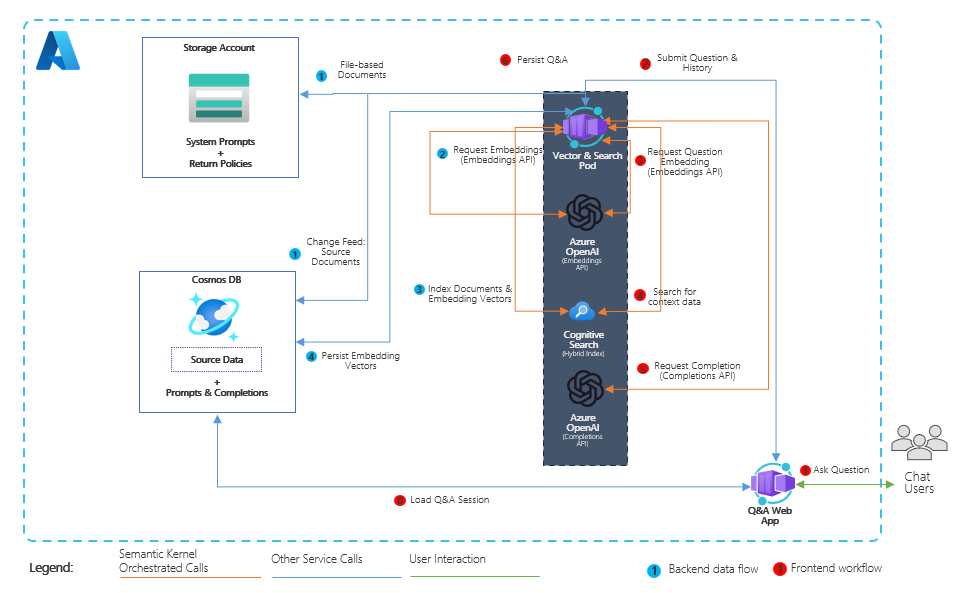 Storage Account
System Prompts
+
Return Policies
1
File-based
Documents
6
Persist Q&A
2
Submit Question &
History
2
Request Embeddings
(Embeddings API)
Vector & Search
Pod
Request Question
Embedding
(Embeddings API)
Azure
OpenAI
(Embeddings
API)
1
Change Feed:
Source
Documents
Cosmos DB
Source Data
+
Prompts & Completions
3
Index Documents &
Embedding Vectors
Search for
context data
Cognitive
Search
(Hybrid Index)
4
Persist Embedding
Vectors
5
Request Completion
(Completions API)
Azure
OpenAI
(Completions
API)
0
Load Q&A Session
1
Ask Question
Q&A Web
App
Chat
Users
Legend:
Semantic Kernel
Orchestrated Calls
Other Service Calls
User Interaction
1
Backend data flow
1
Frontend workflow